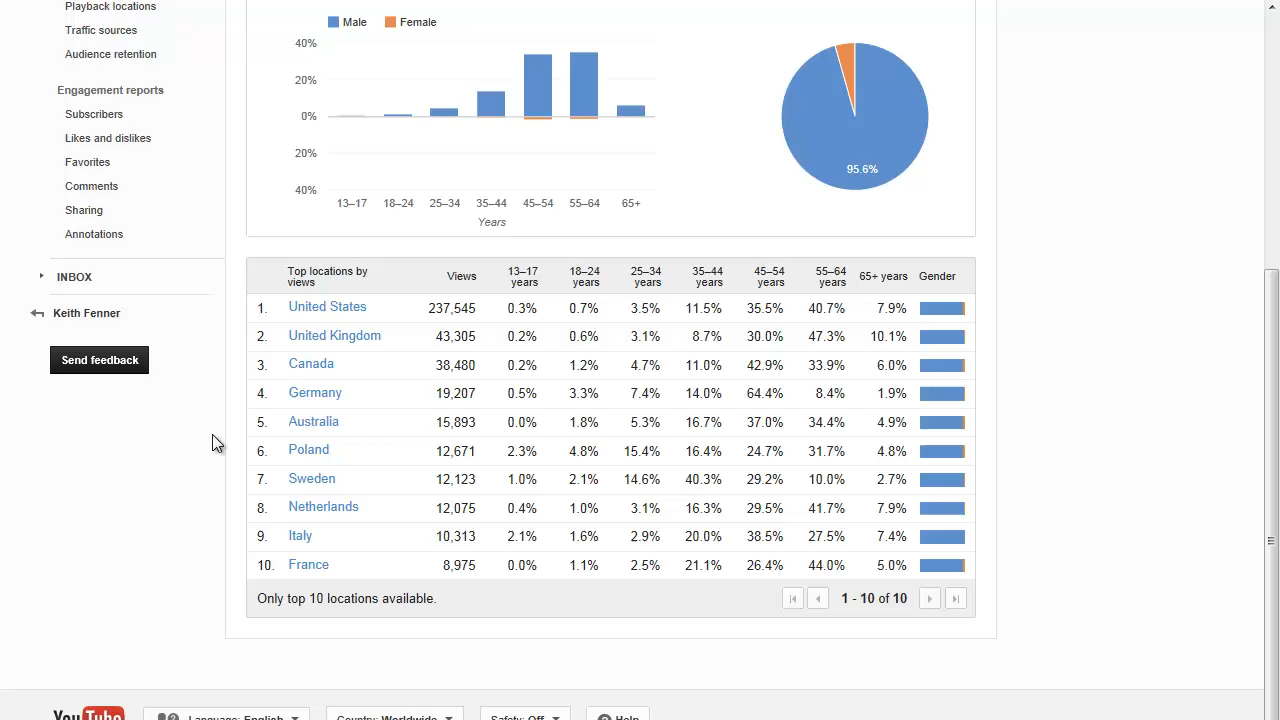 Playback locations
Traffic sources
Audience retention
Engagement reports
Subscribers
Likes and dislikes
Favorites
Comments
Sharing
Annotations
INBOX
Keith Fenner
Send feedback
Male Female
40%
20%
0%
20%
40%
13–17 18–24 25–34 35–44 45–54 55–64 65+
Years
95.6%
Top locations by views Views 13–17 years 18–24 years 25–34 years 35–44 years 45–54 years 55–64 years 65+ years Gender
1. United States 237,545 0.3% 0.7% 3.5% 11.5% 35.5% 40.7% 7.9%
2. United Kingdom 43,305 0.2% 0.6% 3.1% 8.7% 30.0% 47.3% 10.1%
3. Canada 38,480 0.2% 1.2% 4.7% 11.0% 42.9% 33.9% 6.0%
4. Germany 19,207 0.5% 3.3% 7.4% 14.0% 64.4% 8.4% 1.9%
5. Australia 15,893 0.0% 1.8% 5.3% 16.7% 37.0% 34.4% 4.9%
6. Poland 12,671 2.3% 4.8% 15.4% 16.4% 24.7% 31.7% 4.8%
7. Sweden 12,123 1.0% 2.1% 14.6% 40.3% 29.2% 10.0% 2.7%
8. Netherlands 12,075 0.4% 1.0% 3.1% 16.3% 29.5% 41.7% 7.9%
9. Italy 10,313 2.1% 1.6% 2.9% 20.0% 38.5% 27.5% 7.4%
10. France 8,975 0.0% 1.1% 2.5% 21.1% 26.4% 44.0% 5.0%
Only top 10 locations available. 1 - 10 of 10
YouTube Language: English Country: Worldwide Safety: Off Help